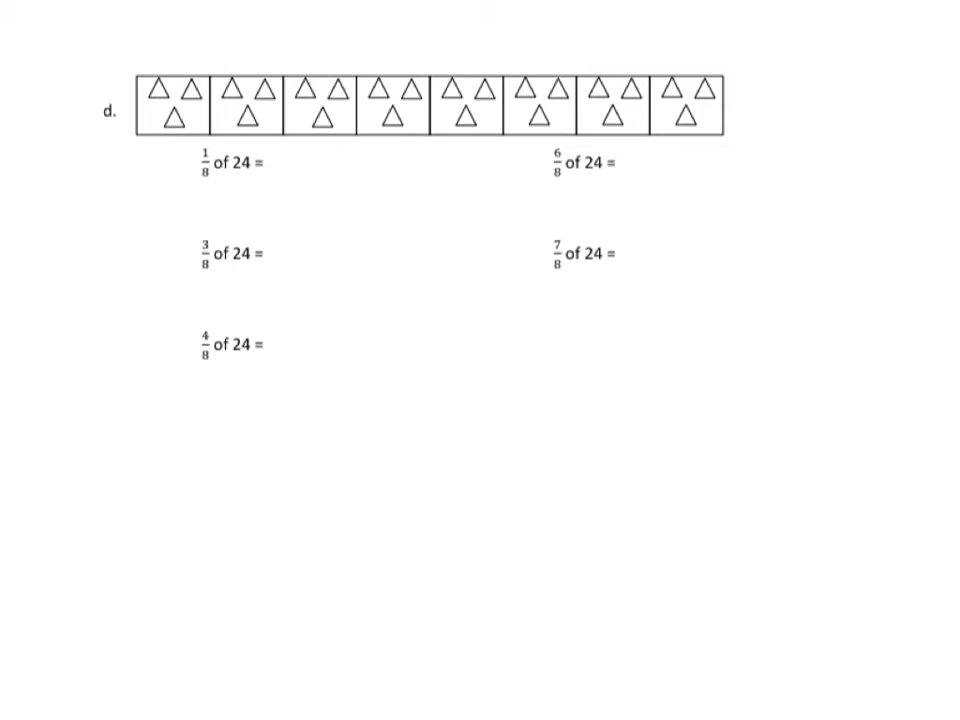 d.
1/8 of 24 =
6/8 of 24 =
3/8 of 24 =
7/8 of 24 =
4/8 of 24 =